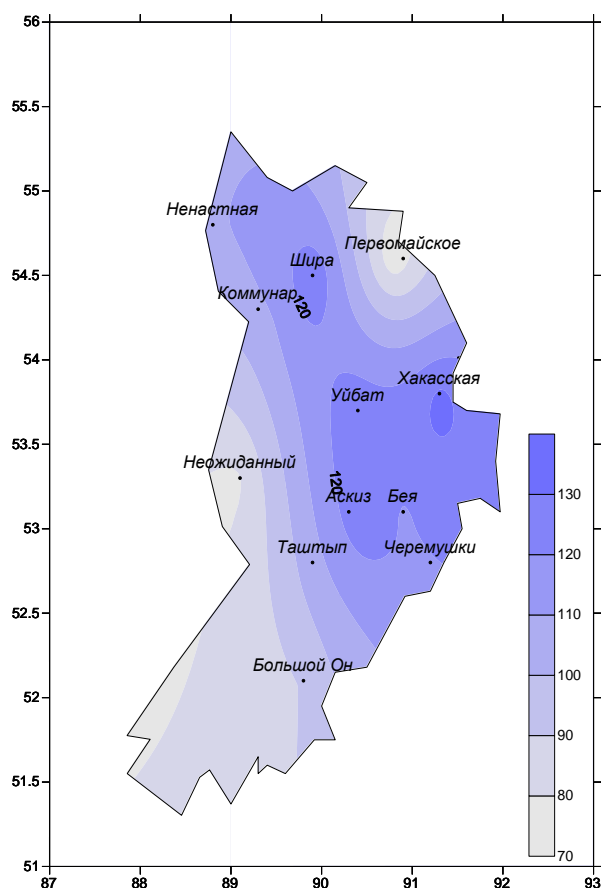 56
55.5
55
Ненастная
Первомайское
Шира
54.5
Коммунар
120
54
Хакасская
Уйбат
53.5
Неожиданный
120
Аскиз
Бея
130
53
Таштып
Черемушки
120
52.5
110
Большой Он
100
52
90
51.5
80
70
51
87
88
89
90
91
92
93